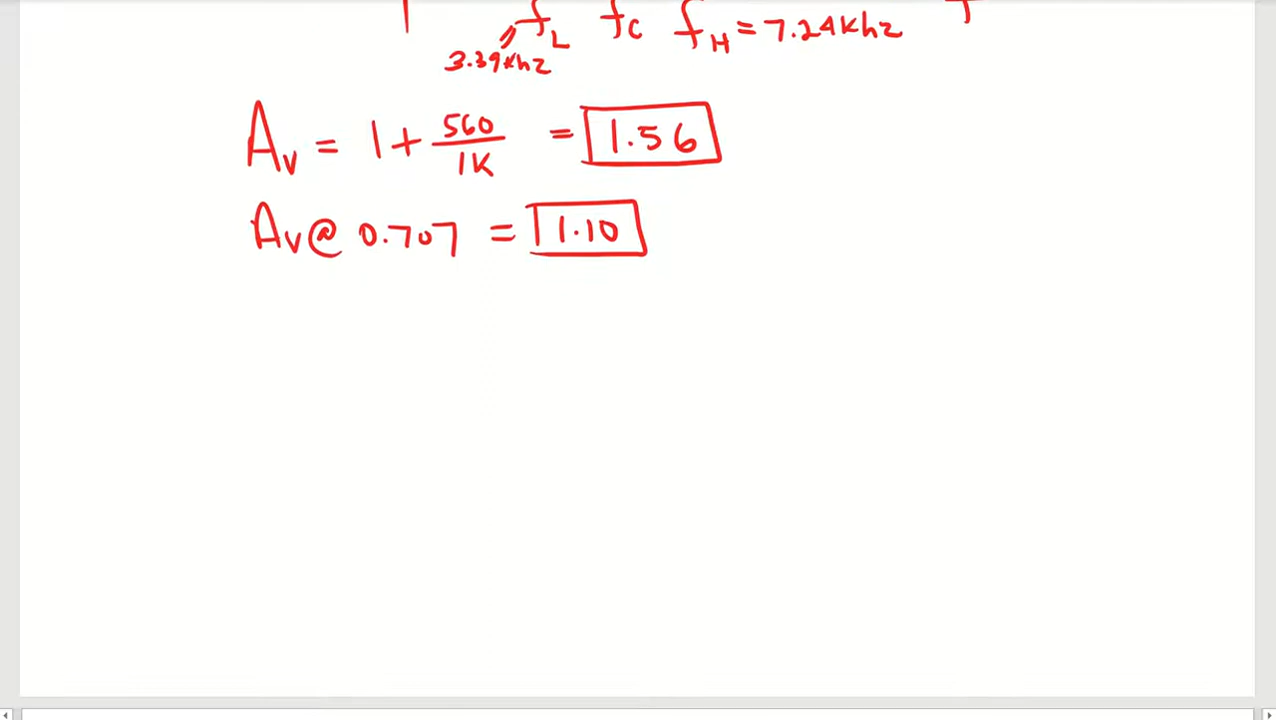 f_L f_C f_H = 7.24Khz f
3.39Khz
A_V = 1 + 560/1K = 1.56
A_V @ 0.707 = 1.10